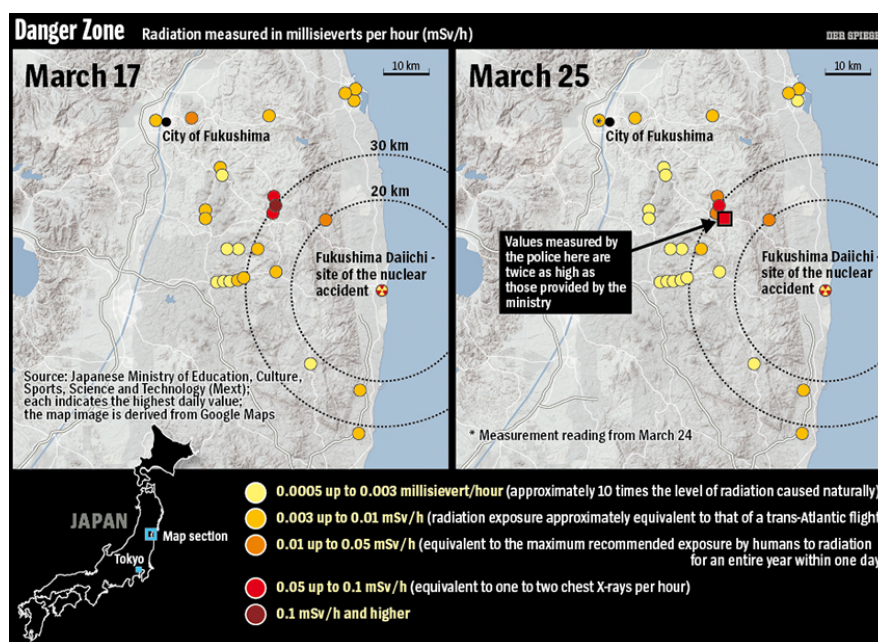 Danger Zone Radiation measured in millisieverts per hour (mSv/h)
DER SPIEGE
March 17
10 km
City of Fukushima
30 km
20 km
Fukushima Daiichi -
site of the nuclear
accident
Source: Japanese Ministry of Education, Culture,
Sports, Science and Technology (Mext);
each indicates the highest daily value;
the map image is derived from Google Maps
March 25
10 km
City of Fukushima
Values measured by
the police here are
twice as high as
those provided by the
ministry
Fukushima Daiichi -
site of the nuclear
accident
* Measurement reading from March 24
JAPAN
Map section
Tokyo
0.0005 up to 0.003 millisievert/hour (approximately 10 times the level of radiation caused naturally)
0.003 up to 0.01 mSv/h (radiation exposure approximately equivalent to that of a trans-Atlantic flight
0.01 up to 0.05 mSv/h (equivalent to the maximum recommended exposure by humans to radiation
for an entire year within one day
0.05 up to 0.1 mSv/h (equivalent to one to two chest X-rays per hour)
0.1 mSv/h and higher